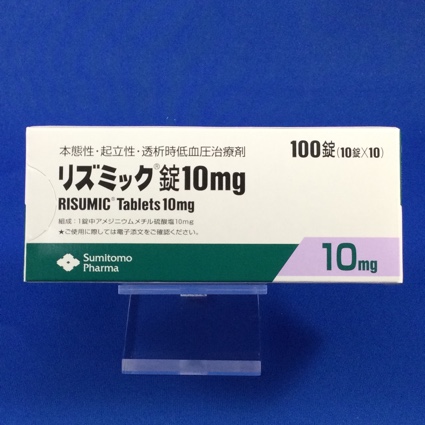 本態性・起立性・透析時低血圧治療剤
100錠(10錠×10)
リズミック®錠10mg
RISUMIC® Tablets 10mg
組成:1錠中アメジニウムメチル硫酸塩10mg
★ご使用に際しては電子添文をご確認ください。
Sumitomo
Pharma
10mg